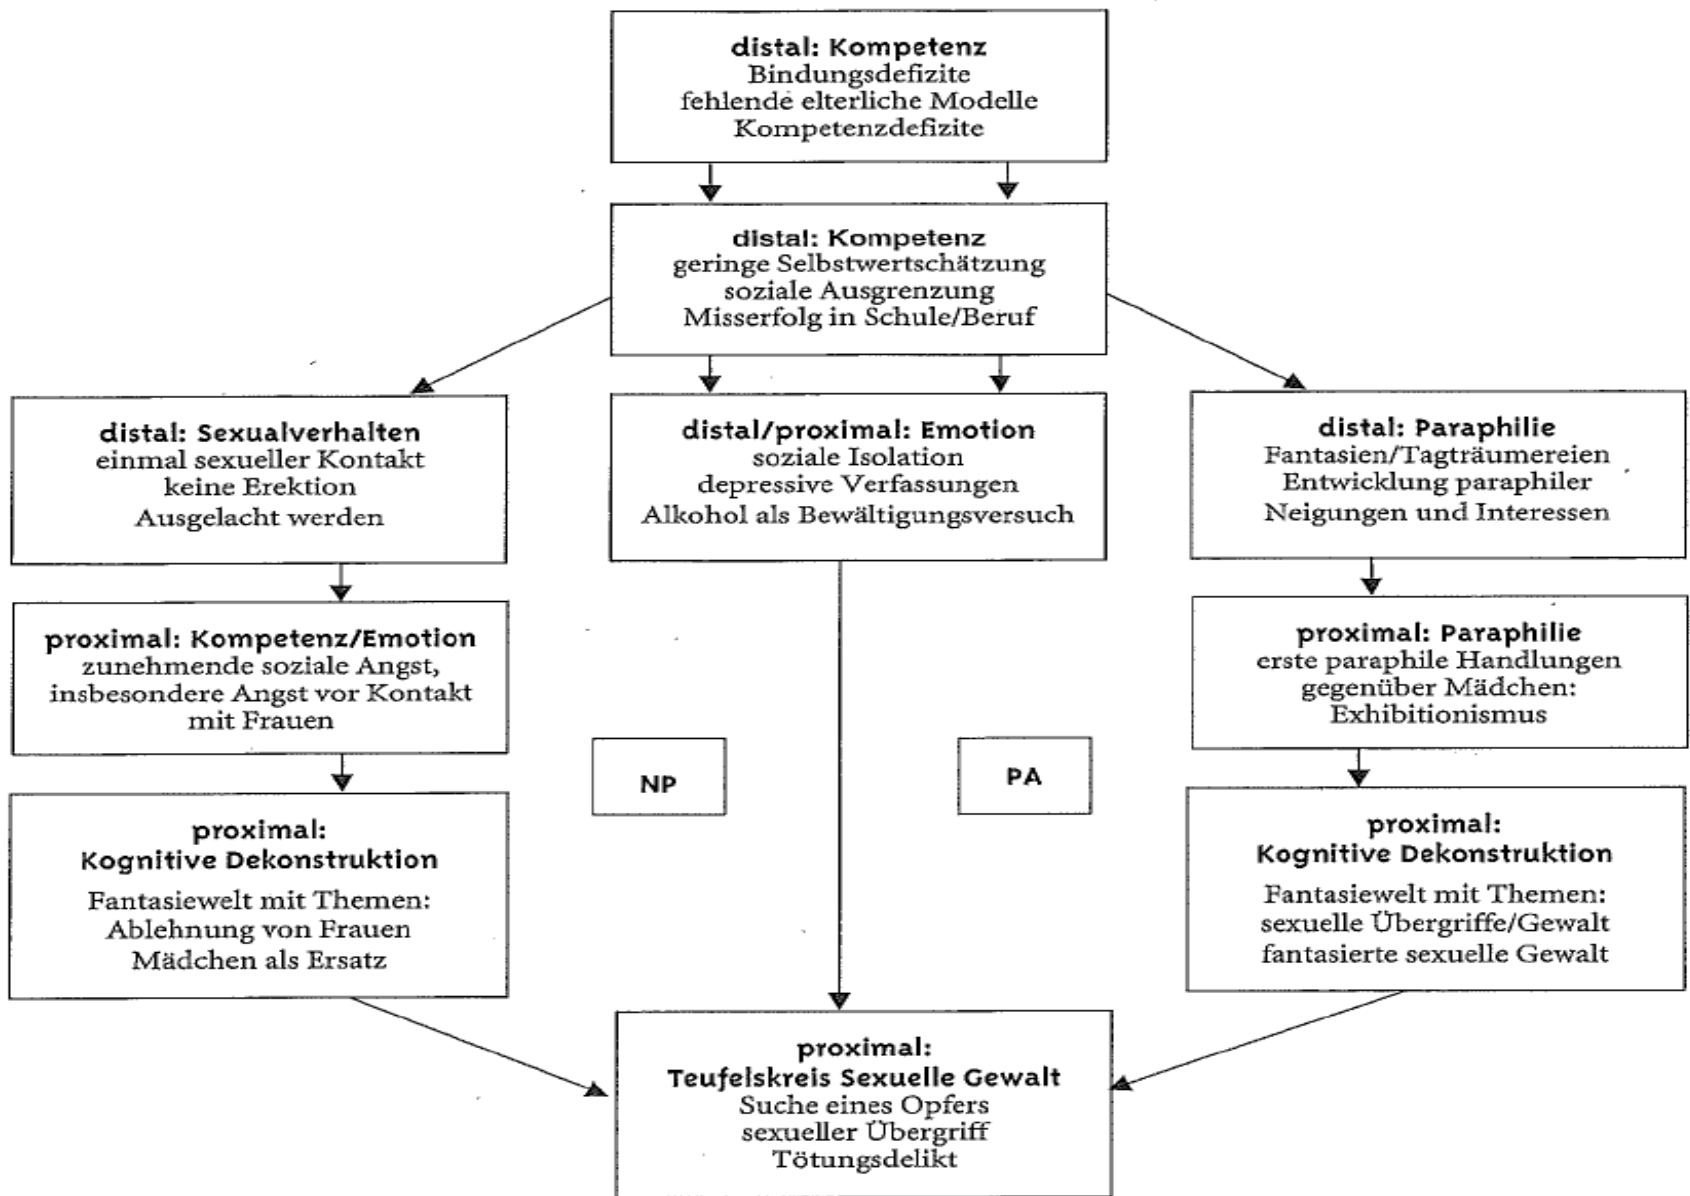 distal: Kompetenz
Bindungsdefizite
fehlende elterliche Modelle
Kompetenzdefizite
distal: Kompetenz
geringe Selbstwertschätzung
soziale Ausgrenzung
Misserfolg in Schule/Beruf
distal: Sexualverhalten
einmal sexueller Kontakt
keine Erektion
Ausgelacht werden
distal/proximal: Emotion
soziale Isolation
depressive Verfassungen
Alkohol als Bewältigungsversuch
distal: Paraphilie
Fantasien/Tagträumereien
Entwicklung paraphiler
Neigungen und Interessen
proximal: Kompetenz/Emotion
zunehmende soziale Angst,
insbesondere Angst vor Kontakt
mit Frauen
proximal: Paraphilie
erste paraphile Handlungen
gegenüber Mädchen:
Exhibitionismus
NP
PA
proximal:
Kognitive Dekonstruktion
Fantasiewelt mit Themen:
Ablehnung von Frauen
Mädchen als Ersatz
proximal:
Kognitive Dekonstruktion
Fantasiewelt mit Themen:
sexuelle Übergriffe/Gewalt
fantasierte sexuelle Gewalt
proximal:
Teufelskreis Sexuelle Gewalt
Suche eines Opfers
sexueller Übergriff
Tötungsdelikt